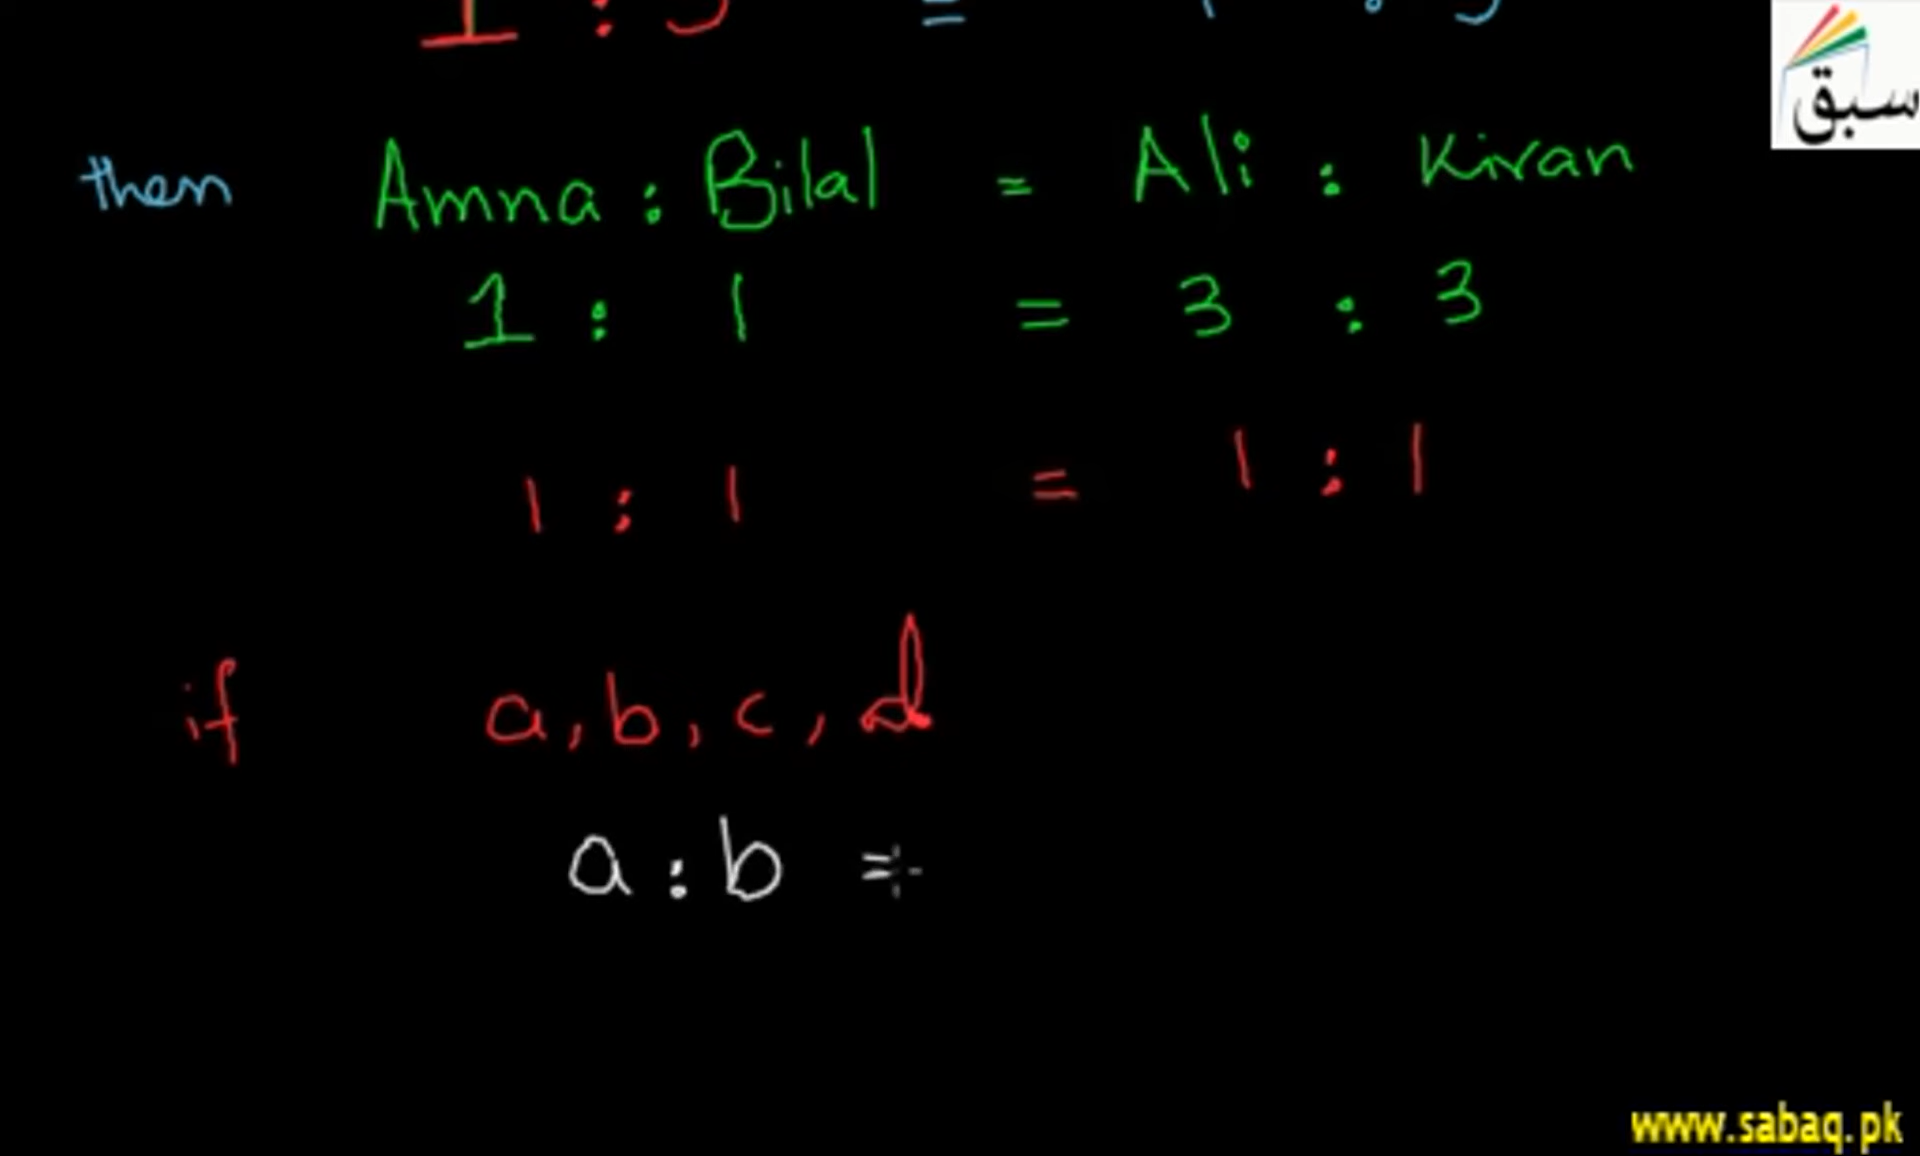 سبق
then Amna : Bilal = Ali : Kiran
1 : 1 = 3 : 3
1 : 1 = 1 : 1
if a, b, c, d
a : b =
www.sabaq.pk